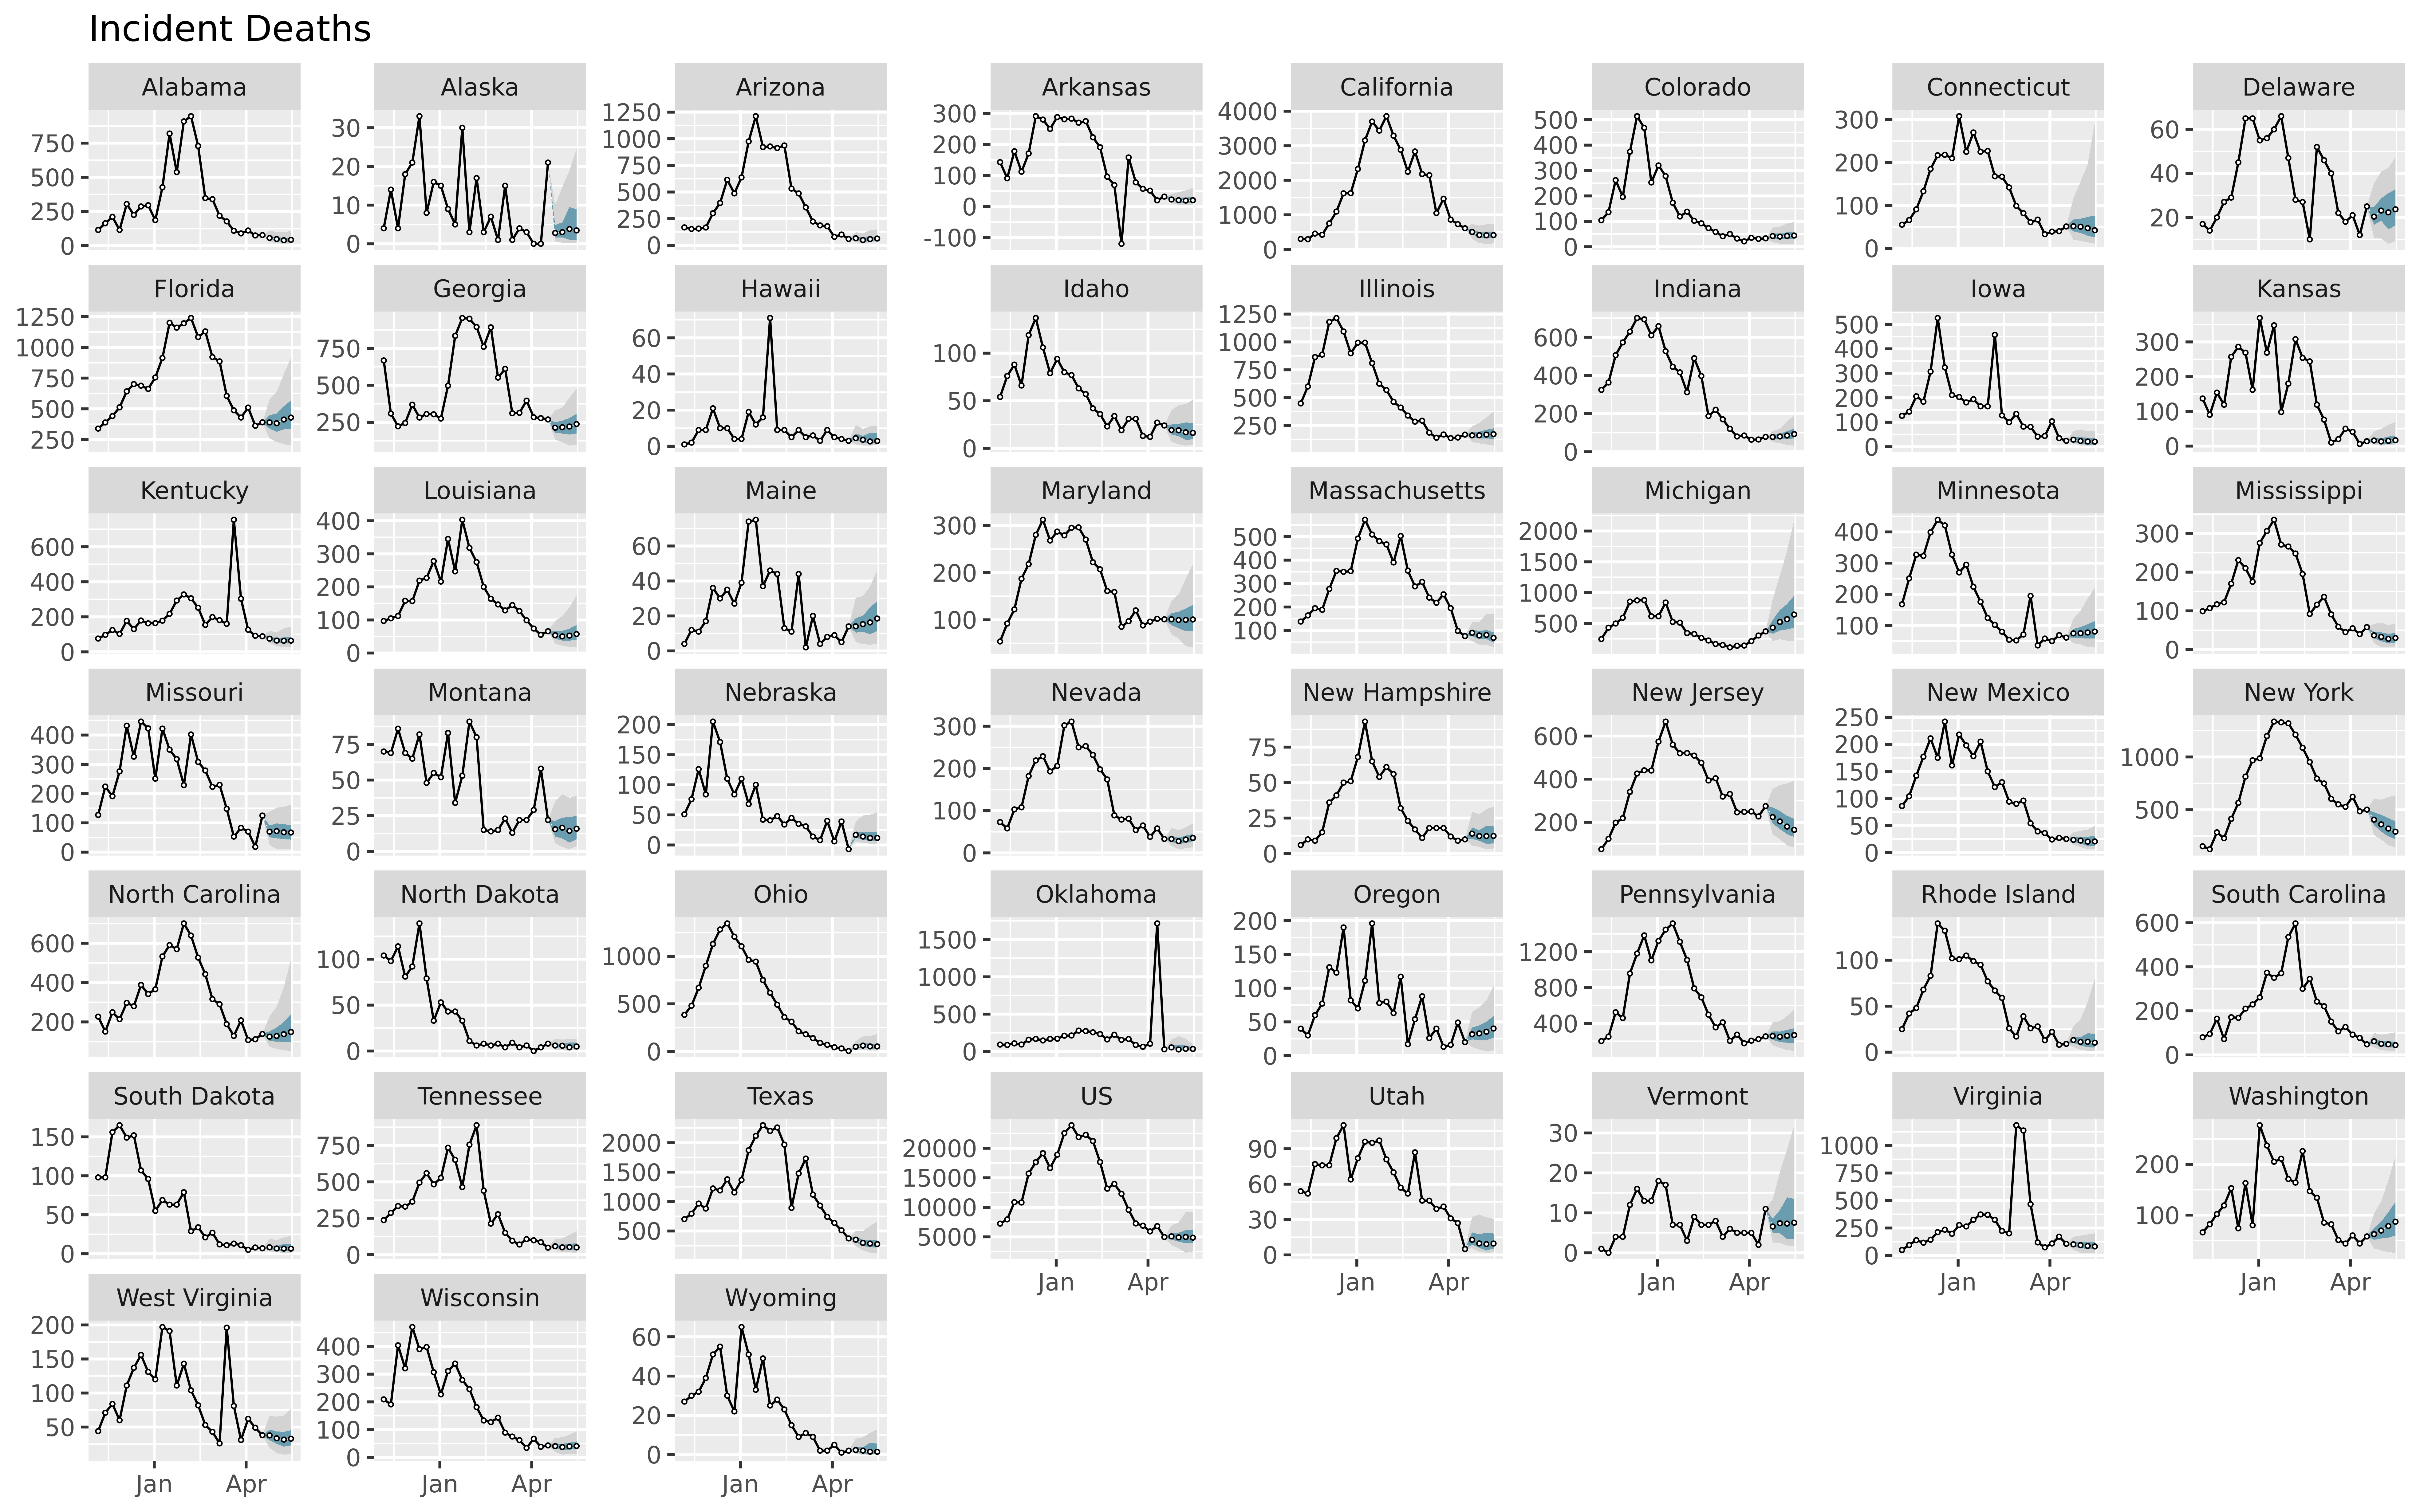 Incident Deaths
Alabama Alaska Arizona Arkansas California Colorado Connecticut Delaware
750 500 250 0
30 20 10 0
1250 1000 750 500 250 0
300 200 100 0 -100
4000 3000 2000 1000 0
500 400 300 200 100 0
300 200 100 0
60 40 20
Florida Georgia Hawaii Idaho Illinois Indiana Iowa Kansas
1250 1000 750 500 250
750 500 250
60 40 20 0
100 50 0
1250 1000 750 500 250
600 400 200 0
500 400 300 200 100 0
300 200 100 0
Kentucky Louisiana Maine Maryland Massachusetts Michigan Minnesota Mississippi
600 400 200 0
400 300 200 100 0
60 40 20 0
300 200 100
500 400 300 200 100
2000 1500 1000 500
400 300 200 100
300 200 100 0
Missouri Montana Nebraska Nevada New Hampshire New Jersey New Mexico New York
400 300 200 100 0
75 50 25 0
200 150 100 50 0
300 200 100 0
75 50 25 0
600 400 200
250 200 150 100 50 0
1000 500
North Carolina North Dakota Ohio Oklahoma Oregon Pennsylvania Rhode Island South Carolina
600 400 200
100 50 0
1000 500 0
1500 1000 500 0
200 150 100 50 0
1200 800 400
100 50 0
600 400 200 0
South Dakota Tennessee Texas US Utah Vermont Virginia Washington
150 100 50 0
750 500 250 0
2000 1500 1000 500
20000 15000 10000 5000
90 60 30 0
30 20 10 0
1000 750 500 250 0
200 100
Jan Apr Jan Apr Jan Apr Jan Apr Jan Apr
West Virginia Wisconsin Wyoming
200 150 100 50
400 300 200 100 0
60 40 20 0
Jan Apr Jan Apr Jan Apr